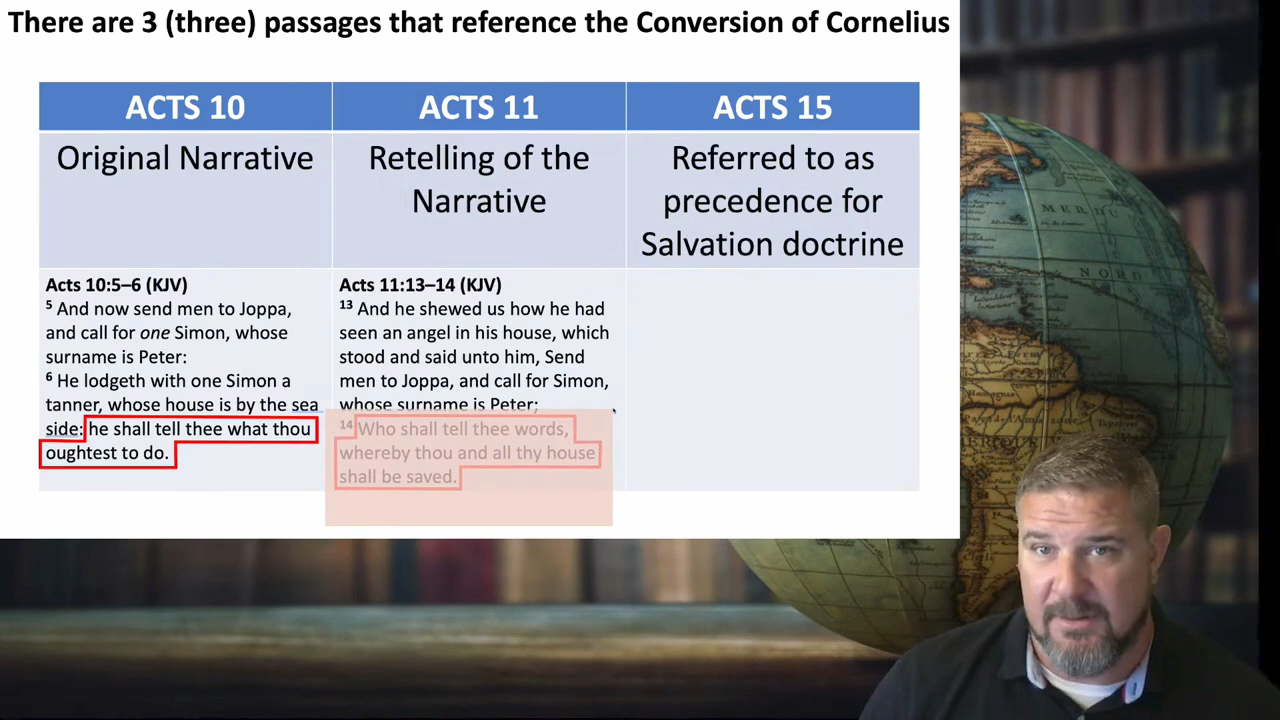 There are 3 (three) passages that reference the Conversion of Cornelius
ACTS 10
ACTS 11
ACTS 15
Original Narrative
Retelling of the
Narrative
Referred to as
precedence for
Salvation doctrine
Acts 10:5–6 (KJV)
5 And now send men to Joppa,
and call for one Simon, whose
surname is Peter:
6 He lodgeth with one Simon a
tanner, whose house is by the sea
side: he shall tell thee what thou
oughtest to do.
Acts 11:13–14 (KJV)
13 And he shewed us how he had
seen an angel in his house, which
stood and said unto him, Send
men to Joppa, and call for Simon,
whose surname is Peter;
14 Who shall tell thee words,
whereby thou and all thy house
shall be saved.
MER DU
NORD